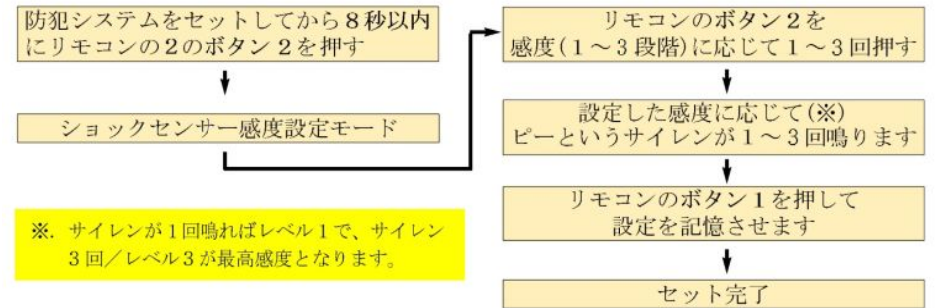 防犯システムをセットしてから８秒以内
にリモコンの２のボタン２を押す
ショックセンサー感度設定モード
リモコンのボタン２を
感度(１～３段階)に応じて１～３回押す
設定した感度に応じて(※)
ピーというサイレンが１～３回鳴ります
リモコンのボタン１を押して
設定を記憶させます
セット完了
※. サイレンが１回鳴ればレベル１で、サイレン
３回／レベル３が最高感度となります。